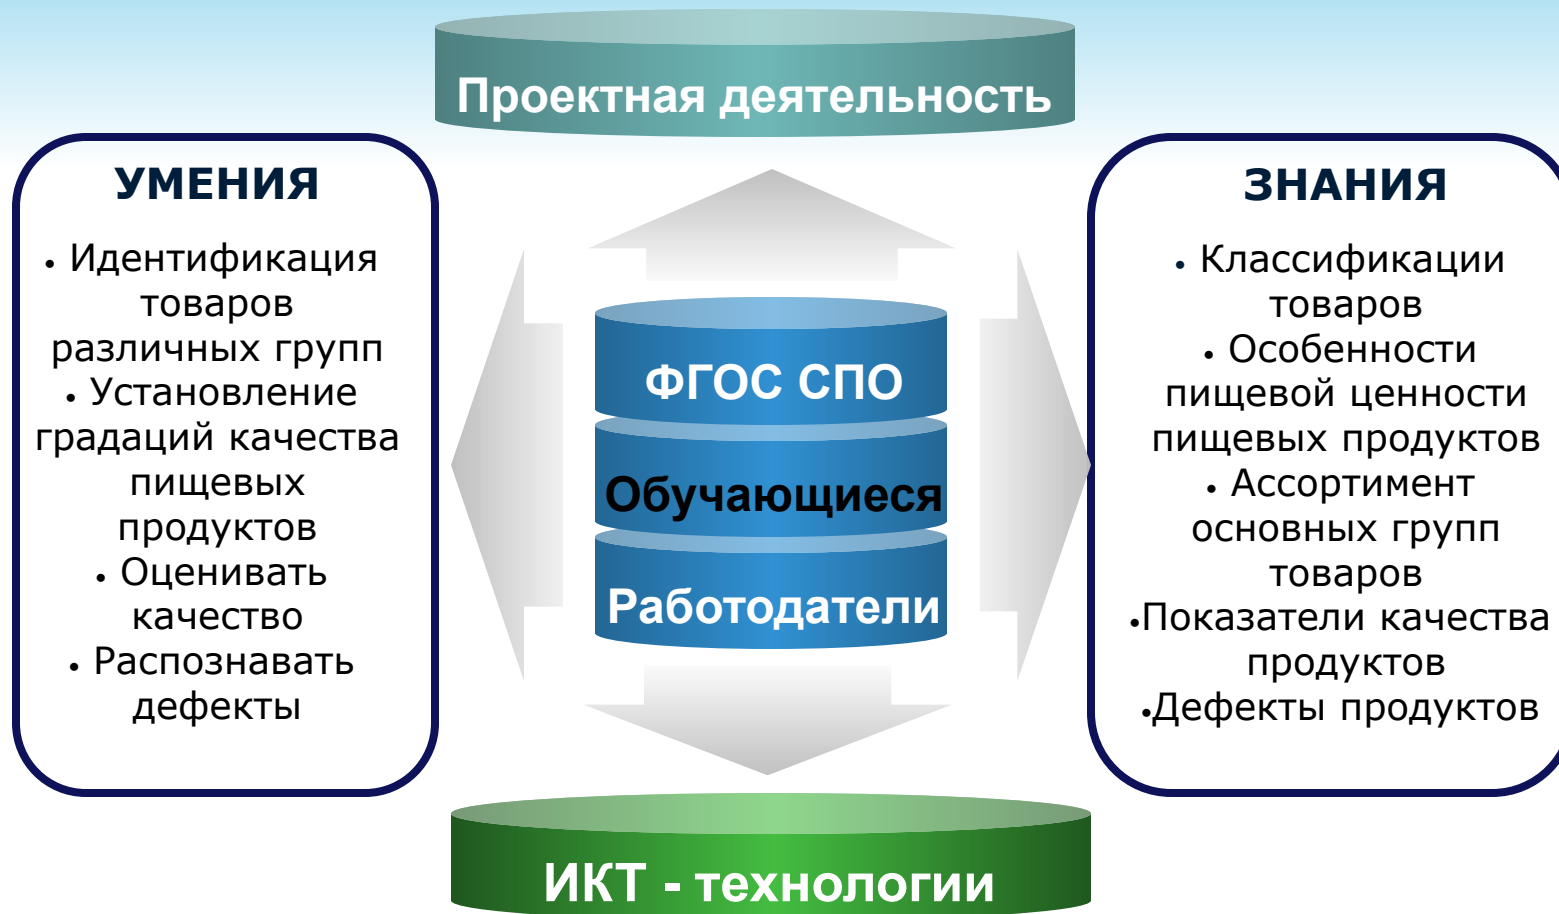 Проектная деятельность
УМЕНИЯ
• Идентификация
товаров
различных групп
• Установление
градаций качества
пищевых
продуктов
• Оценивать
качество
• Распознавать
дефекты
ФГОС СПО
Обучающиеся
Работодатели
ЗНАНИЯ
• Классификации
товаров
• Особенности
пищевой ценности
пищевых продуктов
• Ассортимент
основных групп
товаров
•Показатели качества
продуктов
•Дефекты продуктов
ИКТ - технологии